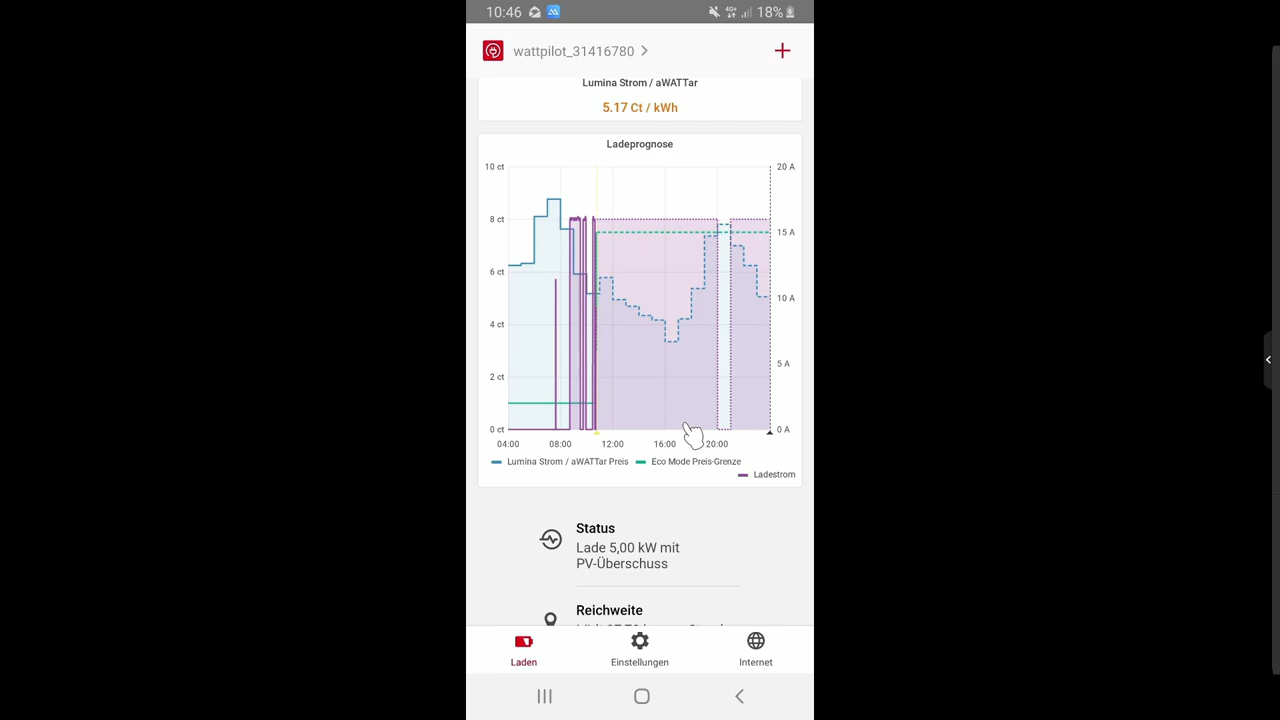 10:46 4G+ 18%
wattpilot_31416780
Lumina Strom / aWATTar
5.17 Ct / kWh
Ladeprognose
10 ct 20 A
8 ct 15 A
6 ct 10 A
4 ct 5 A
2 ct
0 ct 0 A
04:00 08:00 12:00 16:00 20:00
Lumina Strom / aWATTar Preis Eco Mode Preis-Grenze
Ladestrom
Status
Lade 5,00 kW mit
PV-Überschuss
Reichweite
Laden Einstellungen Internet